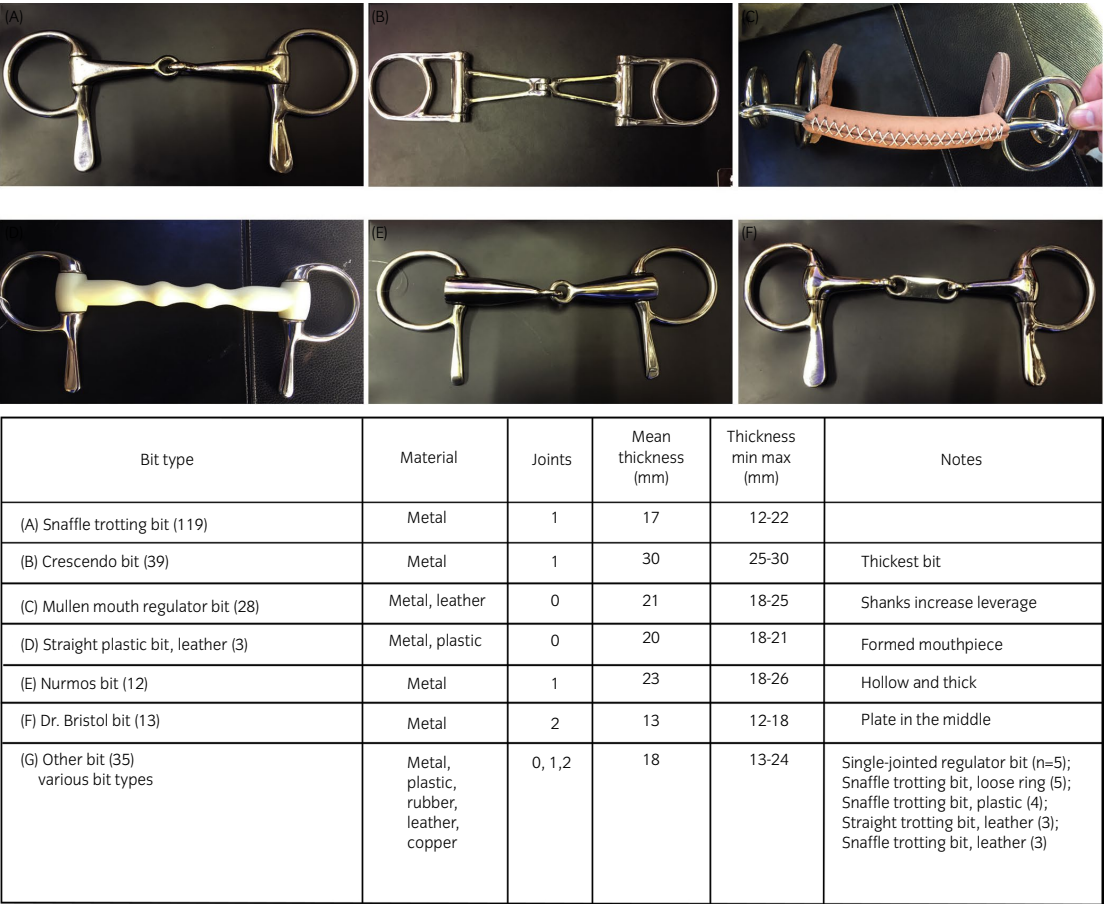 (A)
(B)
(C)
(D)
(E)
(F)
Bit type
Material
Joints
Mean
thickness
(mm)
Thickness
min max
(mm)
Notes
(A) Snaffle trotting bit (119)
Metal
1
17
12-22
(B) Crescendo bit (39)
Metal
1
30
25-30
Thickest bit
(C) Mullen mouth regulator bit (28)
Metal, leather
0
21
18-25
Shanks increase leverage
(D) Straight plastic bit, leather (3)
Metal, plastic
0
20
18-21
Formed mouthpiece
(E) Nurmos bit (12)
Metal
1
23
18-26
Hollow and thick
(F) Dr. Bristol bit (13)
Metal
2
13
12-18
Plate in the middle
(G) Other bit (35)
various bit types
Metal,
plastic,
rubber,
leather,
copper
0, 1,2
18
13-24
Single-jointed regulator bit (n=5);
Snaffle trotting bit, loose ring (5);
Snaffle trotting bit, plastic (4);
Straight trotting bit, leather (3);
Snaffle trotting bit, leather (3)